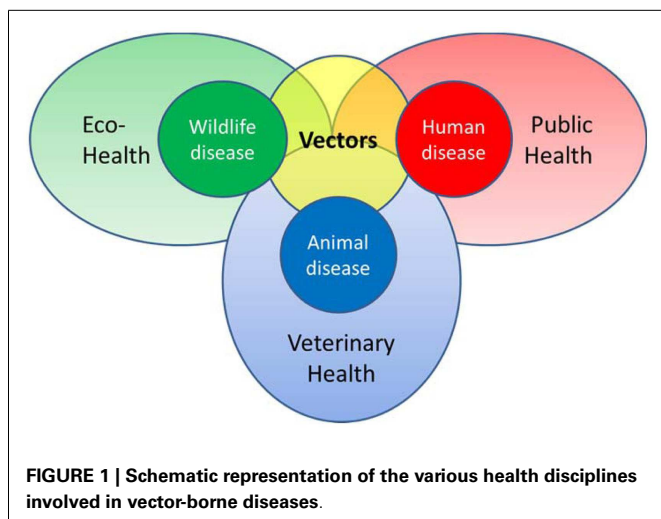 Eco-
Health
Wildlife
disease
Vectors
Human
disease
Public
Health
Animal
disease
Veterinary
Health
FIGURE 1 | Schematic representation of the various health disciplines
involved in vector-borne diseases.